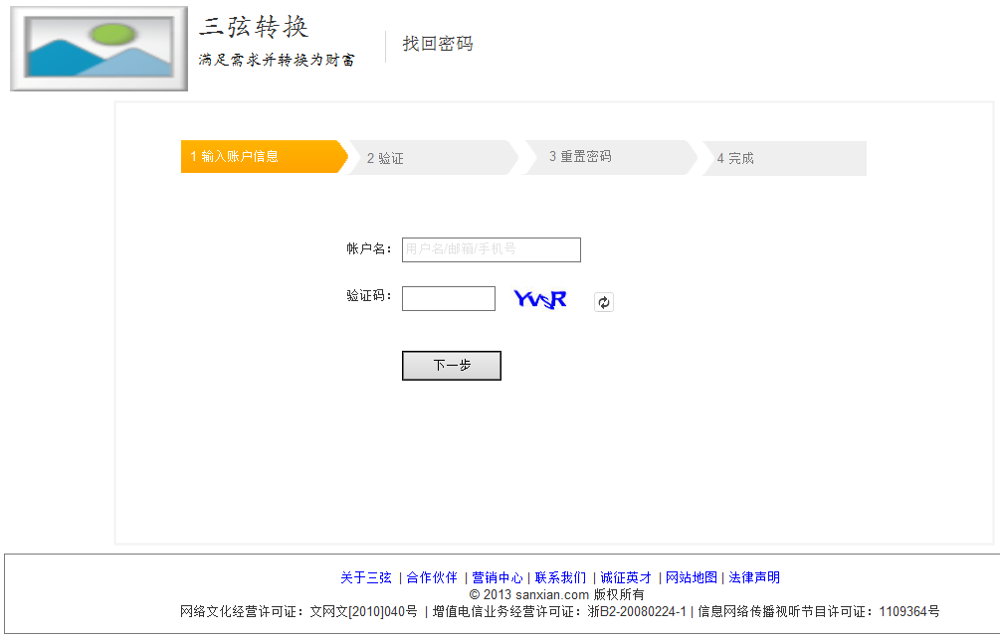 三弦转换
满足需求并转换为财富
找回密码
1 输入账户信息
2 验证
3 重置密码
4 完成
帐户名：
用户名/邮箱/手机号
验证码：
YvsR
下一步
关于三弦 | 合作伙伴 | 营销中心 | 联系我们 | 诚征英才 | 网站地图 | 法律声明
© 2013 sanxian.com 版权所有
网络文化经营许可证：文网文[2010]040号 | 增值电信业务经营许可证：浙B2-20080224-1 | 信息网络传播视听节目许可证：1109364号